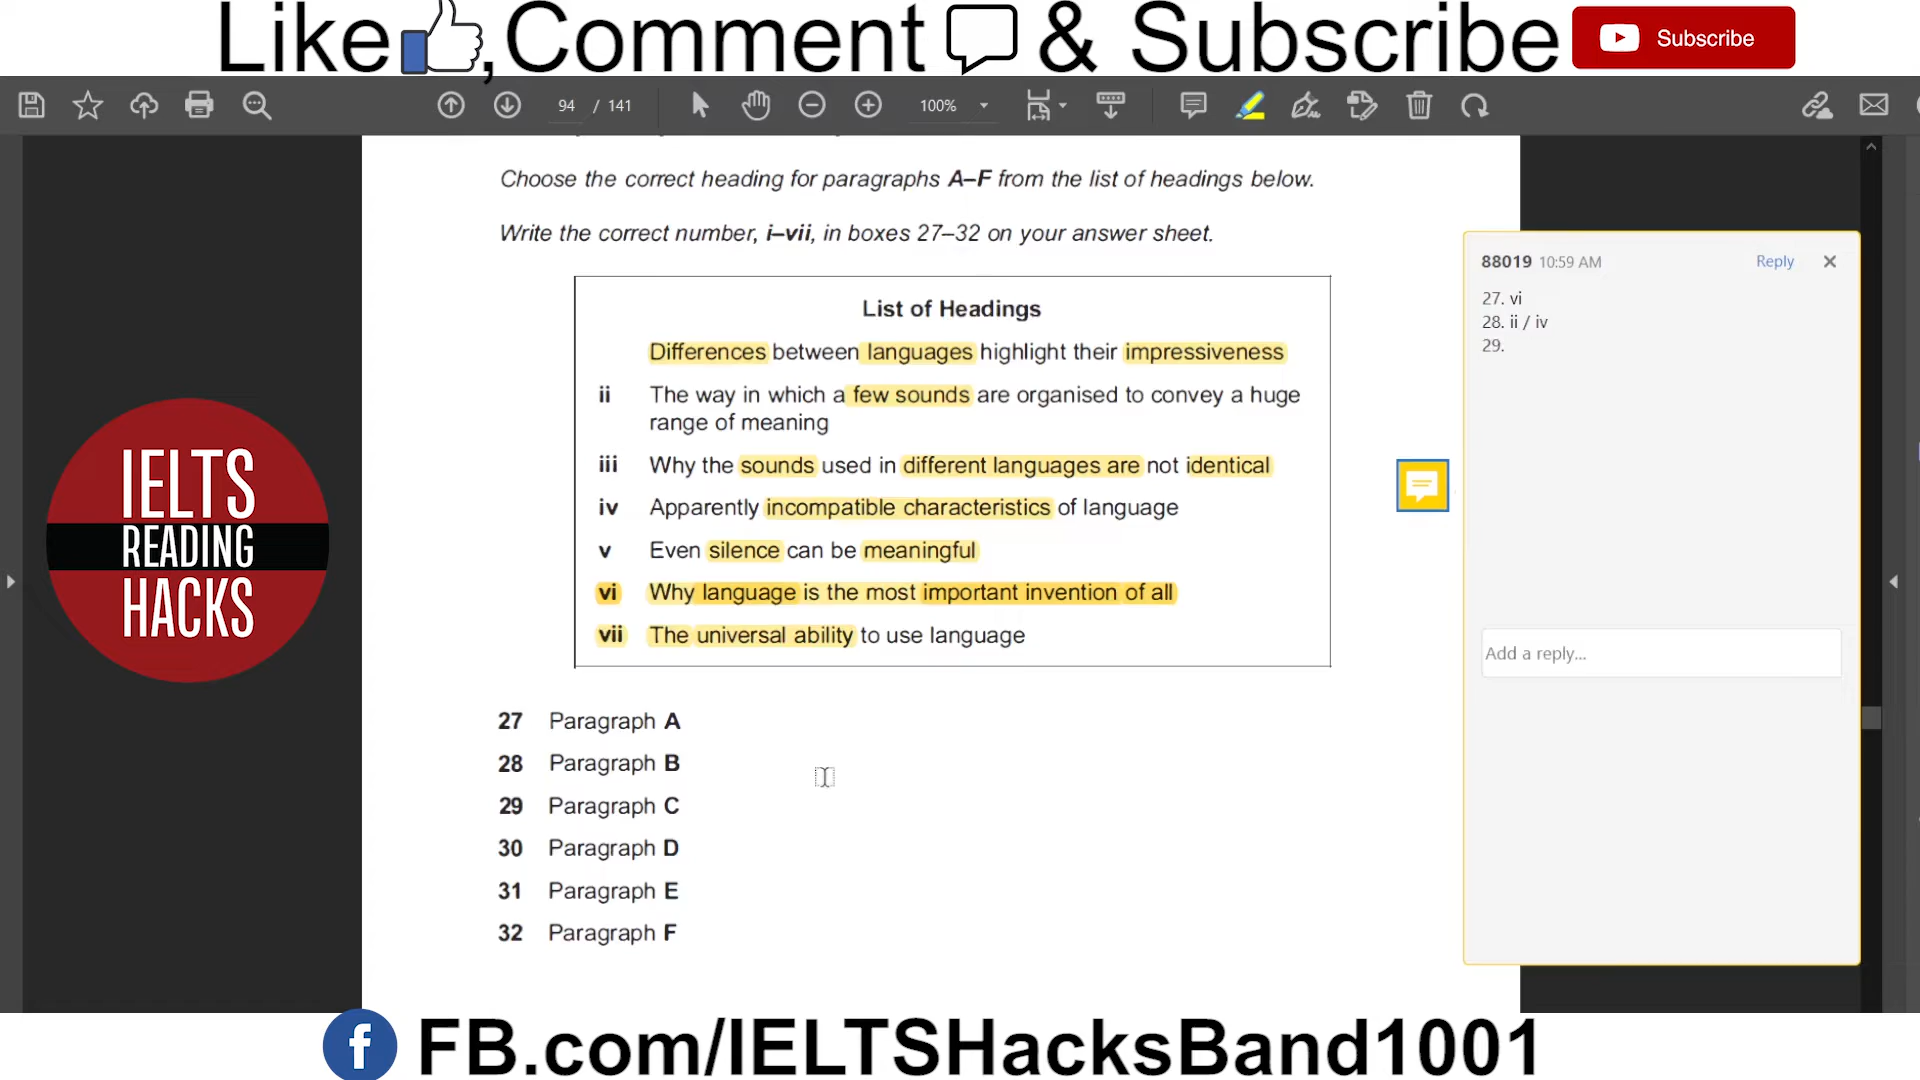 Like , Comment & Subscribe Subscribe
94 / 141 100%
Choose the correct heading for paragraphs A–F from the list of headings below.
Write the correct number, i–vii, in boxes 27–32 on your answer sheet.
List of Headings
Differences between languages highlight their impressiveness
ii The way in which a few sounds are organised to convey a huge
range of meaning
iii Why the sounds used in different languages are not identical
iv Apparently incompatible characteristics of language
v Even silence can be meaningful
vi Why language is the most important invention of all
vii The universal ability to use language
27 Paragraph A
28 Paragraph B
29 Paragraph C
30 Paragraph D
31 Paragraph E
32 Paragraph F
88019 10:59 AM Reply
27. vi
28. ii / iv
29.
Add a reply...
IELTS
READING
HACKS
FB.com/IELTSHacksBand1001